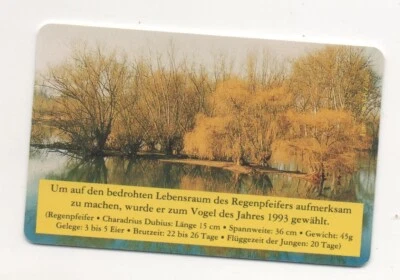 Um auf den bedrohten Lebensraum des Regenpfeifers aufmerksam
zu machen, wurde er zum Vogel des Jahres 1993 gewählt.
(Regenpfeifer • Charadrius Dubius: Länge 15 cm • Spannweite: 36 cm • Gewicht: 45g
Gelege: 3 bis 5 Eier • Brutzeit: 22 bis 26 Tage • Flüggezeit der Jungen: 20 Tage)